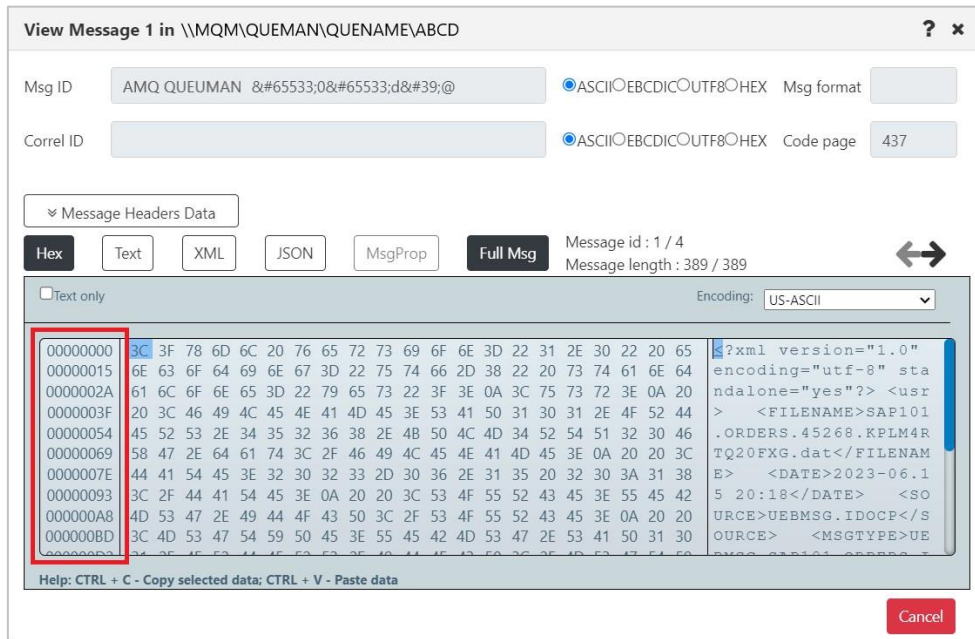 View Message 1 in \\MQM\QUEMAN\QUENAME\ABCD ? ×
Msg ID AMQ QUEUMAN &#65533;0&#65533;d&#39;@ ASCII EBCDIC UTF8 HEX Msg format
Correl ID ASCII EBCDIC UTF8 HEX Code page 437
Message Headers Data
Hex Text XML JSON MsgProp Full Msg Message id : 1 / 4
Message length : 389 / 389
Text only Encoding: US-ASCII
00000000 3C 3F 78 6D 6C 20 76 65 72 73 69 6F 6E 3D 22 31 2E 30 22 20 65 <?xml version="1.0"
00000015 6E 63 6F 64 69 6E 67 3D 22 75 74 66 2D 38 22 20 73 74 61 6E 64 encoding="utf-8" sta
0000002A 61 6C 6F 6E 65 3D 22 79 65 73 22 3F 3E 0A 3C 75 73 72 3E 0A 20 ndalone="yes"?> <usr
0000003F 20 3C 46 49 4C 45 4E 41 4D 45 3E 53 41 50 31 30 31 2E 4F 52 44 > <FILENAME>SAP101
00000054 45 52 53 2E 34 35 32 36 38 2E 4B 50 4C 4D 34 52 54 51 32 30 46 .ORDERS.45268.KPLM4R
00000069 58 47 2E 64 61 74 3C 2F 46 49 4C 45 4E 41 4D 45 3E 0A 20 20 3C TQ20FXG.dat</FILENAM
0000007E 44 41 54 45 3E 32 30 32 33 2D 30 36 2E 31 35 20 32 30 3A 31 38 E> <DATE>2023-06.1
00000093 3C 2F 44 41 54 45 3E 0A 20 20 3C 53 4F 55 52 43 45 3E 55 45 42 5 20:18</DATE> <SO
000000A8 4D 53 47 2E 49 44 4F 43 50 3C 2F 53 4F 55 52 43 45 3E 0A 20 20 URCE>UEBMSG.IDOCP</S
000000BD 3C 4D 53 47 54 59 50 45 3E 55 45 42 4D 53 47 2E 53 41 50 31 30 OURCE> <MSGTYPE>UE
Help: CTRL + C - Copy selected data; CTRL + V - Paste data
Cancel